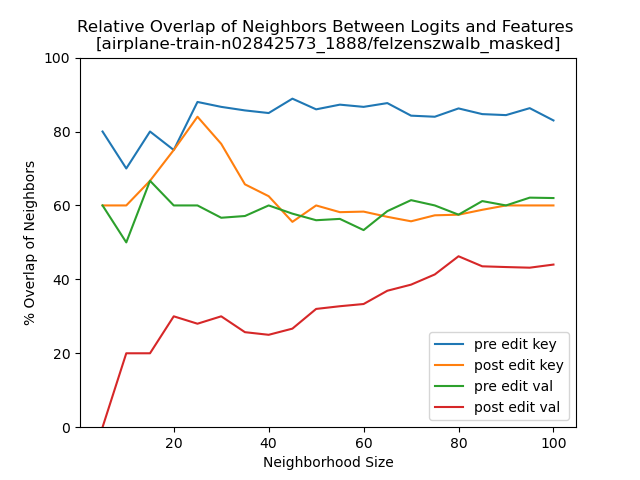 Relative Overlap of Neighbors Between Logits and Features
[airplane-train-n02842573_1888/felzenszwalb_masked]
100
80
60
40
20
0
% Overlap of Neighbors
pre edit key
post edit key
pre edit val
post edit val
20 40 60 80 100
Neighborhood Size